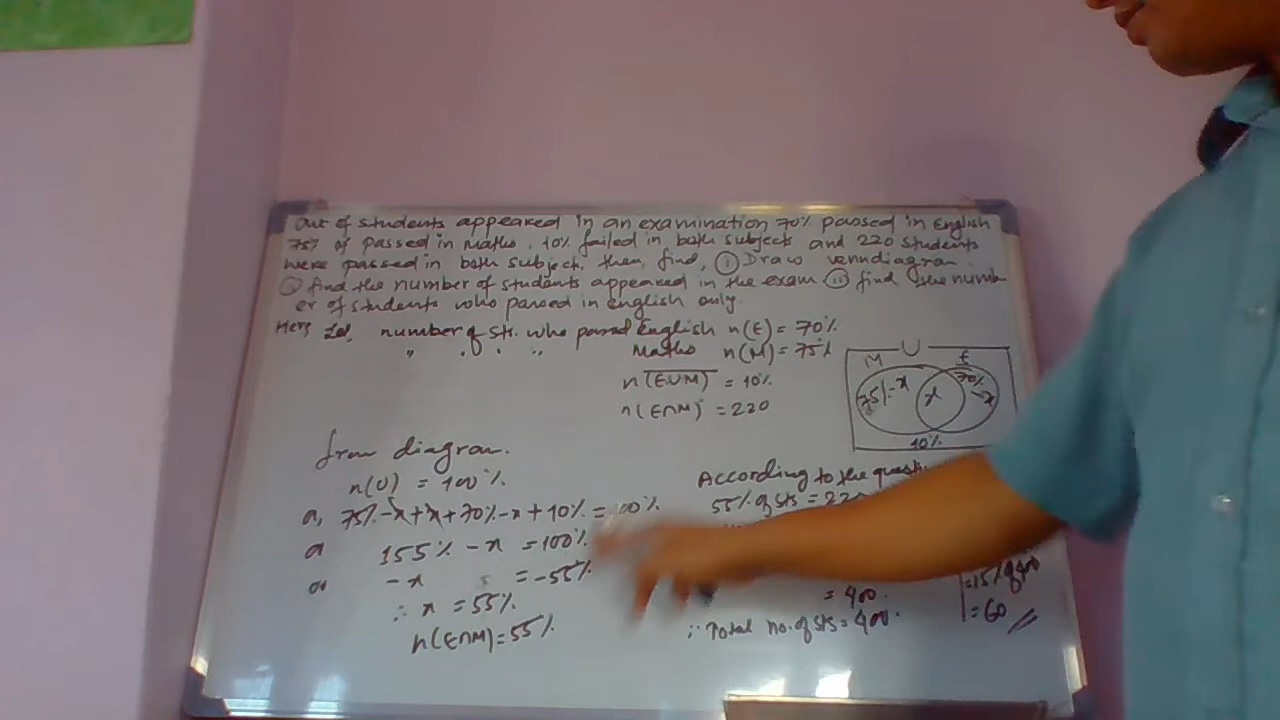 Out of students appeared in an examination 70% passed in English
75% of passed in maths, 10% failed in both subjects and 220 students
were passed in both subject, then, find, (i) Draw venndiagram
find the number of students appeared in the exam (iii) find the numb
er of students who passed in english only.
Here, Let, number of sts. who passed English n(E) = 70%
" " " " Maths n(M) = 75%
n(E∪M) = 10%
n(E∩M) = 220
M U E
75%-x x 70%-x
10%
from diagram.
n(U) = 100%
a, 75%-x+x+70%-x+10% = 100%
a 155% - x = 100%
a -x = -55%
∴ x = 55%
n(E∩M) = 55%
According to the questi
55% of sts = 220
= 400.
∴ Total no. of sts = 400.
= 15% of 400
= 60